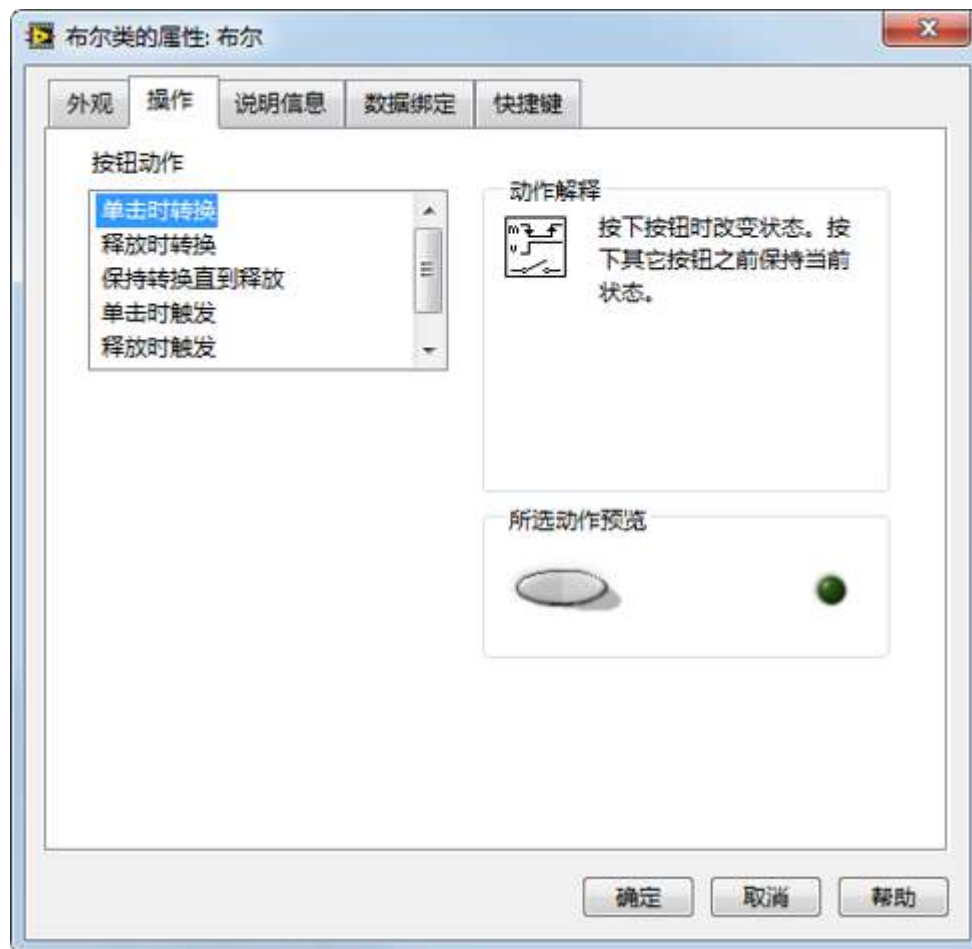 布尔类的属性: 布尔
外观
操作
说明信息
数据绑定
快捷键
按钮动作
单击时转换
释放时转换
保持转换直到释放
单击时触发
释放时触发
动作解释
m
v
按下按钮时改变状态。按
下其它按钮之前保持当前
状态。
所选动作预览
确定
取消
帮助